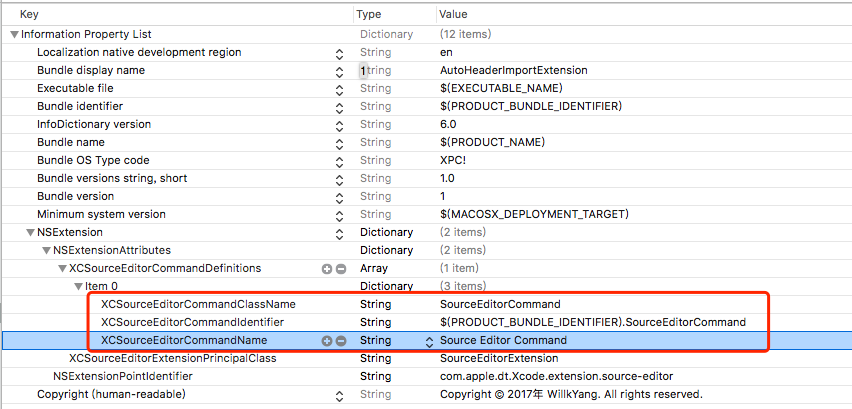 Key Type Value
Information Property List Dictionary (12 items)
Localization native development region String en
Bundle display name 1tring AutoHeaderImportExtension
Executable file String $(EXECUTABLE_NAME)
Bundle identifier String $(PRODUCT_BUNDLE_IDENTIFIER)
InfoDictionary version String 6.0
Bundle name String $(PRODUCT_NAME)
Bundle OS Type code String XPC!
Bundle versions string, short String 1.0
Bundle version String 1
Minimum system version String $(MACOSX_DEPLOYMENT_TARGET)
NSExtension Dictionary (2 items)
NSExtensionAttributes Dictionary (2 items)
XCSourceEditorCommandDefinitions Array (1 item)
Item 0 Dictionary (3 items)
XCSourceEditorCommandClassName String SourceEditorCommand
XCSourceEditorCommandIdentifier String $(PRODUCT_BUNDLE_IDENTIFIER).SourceEditorCommand
XCSourceEditorCommandName String Source Editor Command
XCSourceEditorExtensionPrincipalClass String SourceEditorExtension
NSExtensionPointIdentifier String com.apple.dt.Xcode.extension.source-editor
Copyright (human-readable) String Copyright © 2017年 WillkYang. All rights reserved.